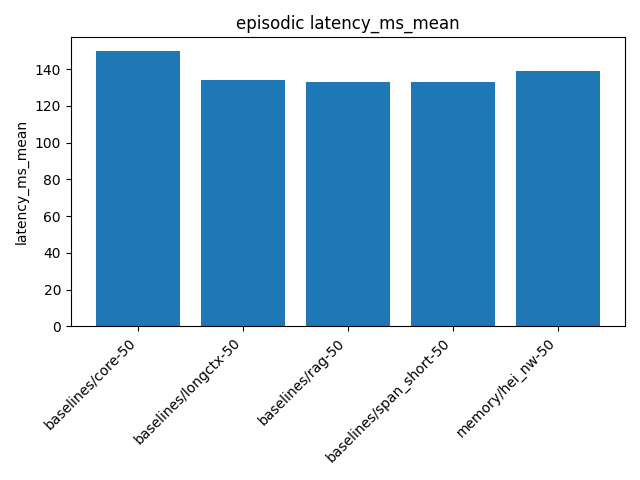 episodic latency_ms_mean
latency_ms_mean
140
120
100
80
60
40
20
0
baselines/core-50
baselines/longctx-50
baselines/rag-50
baselines/span_short-50
memory/hei_nw-50